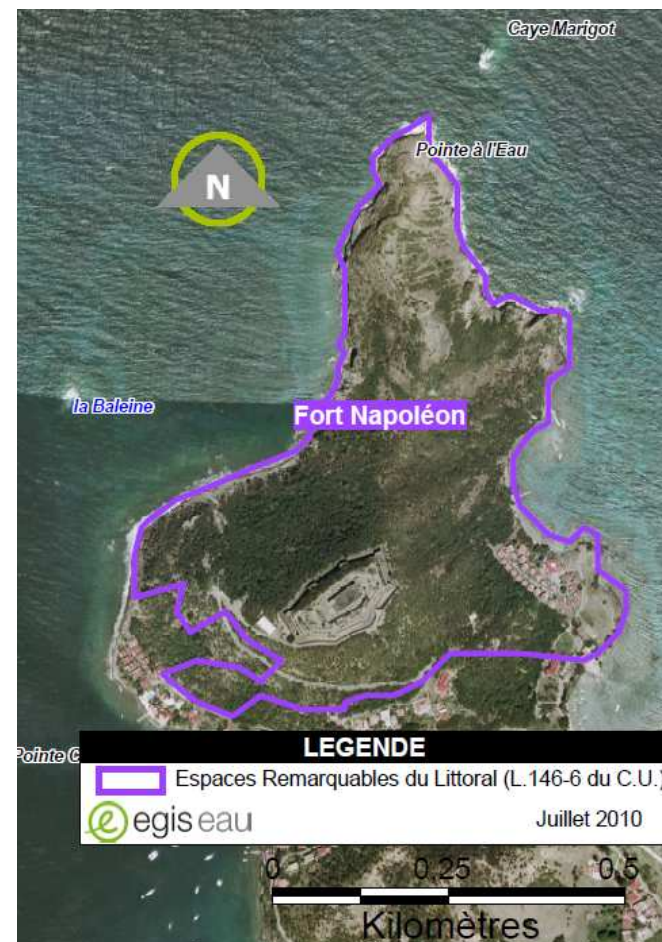 Caye Marigot
Pointe à l'Eau
N
la Baleine
Fort Napoléon
LEGENDE
Pointe C
Espaces Remarquables du Littoral (L.146-6 du C.U.)
egis eau
Juillet 2010
0 0,25 0,5
Kilomètres